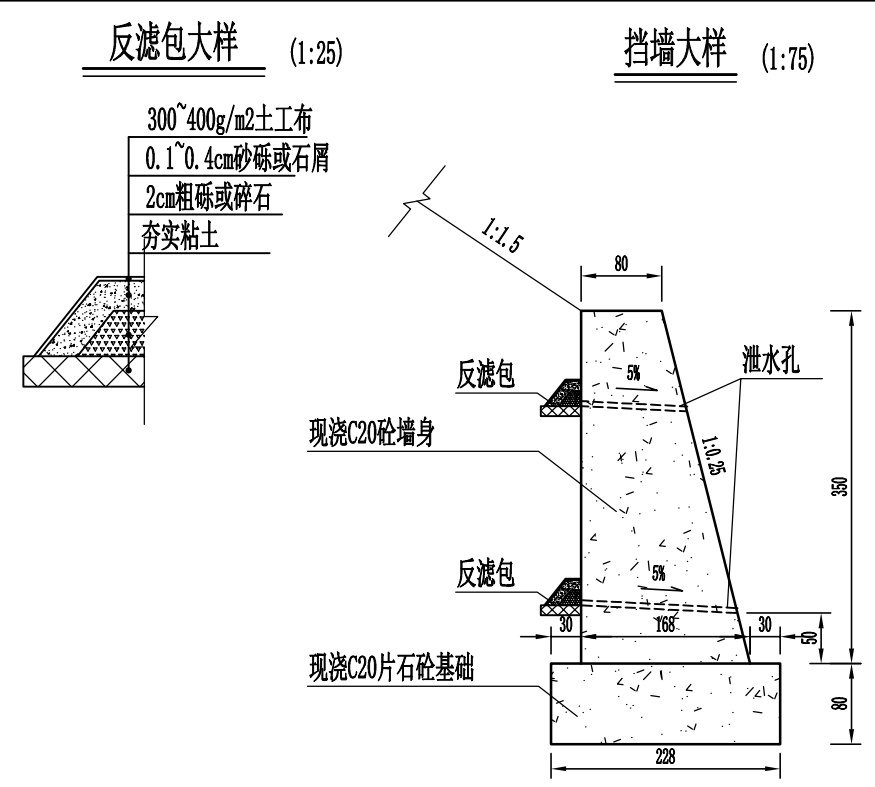 反滤包大样 (1:25)
300~400g/m2土工布
0.1~0.4cm砂砾或石屑
2cm粗砾或碎石
夯实粘土
挡墙大样 (1:75)
1:1.5
80
反滤包
5%
泄水孔
现浇C20砼墙身
1:0.25
350
反滤包
5%
30
168
30
50
现浇C20片石砼基础
80
228